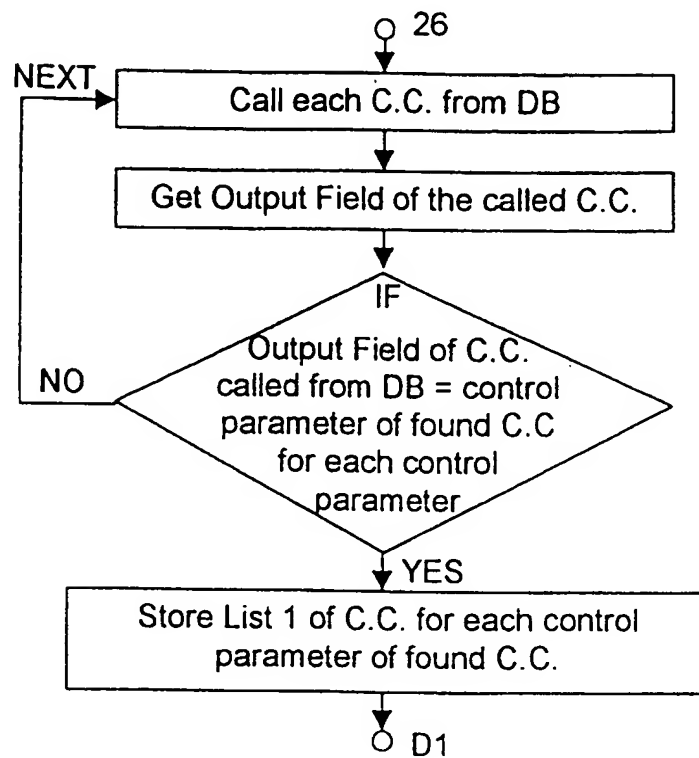 26
NEXT
Call each C.C. from DB
Get Output Field of the called C.C.
IF
Output Field of C.C.
called from DB = control
parameter of found C.C
for each control
parameter
NO
YES
Store List 1 of C.C. for each control
parameter of found C.C.
D1